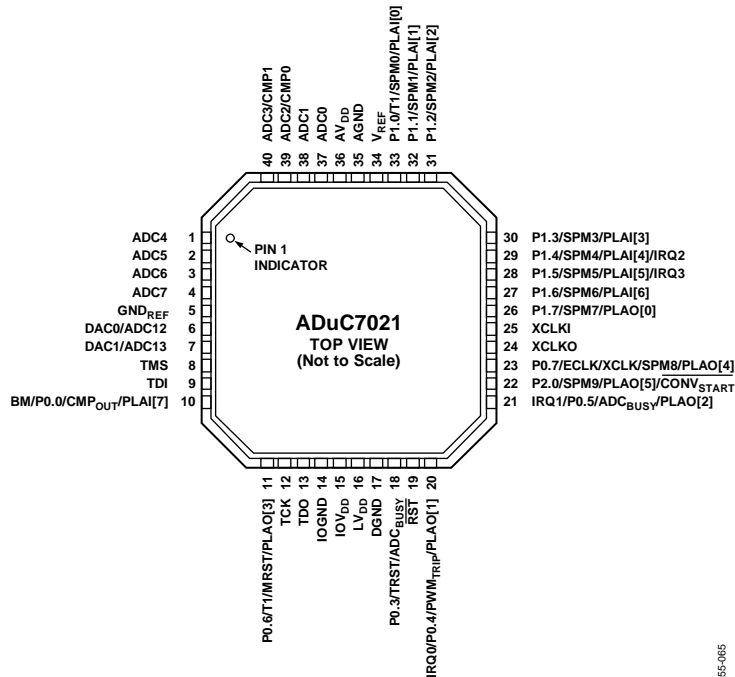 40 ADC3/CMP1
39 ADC2/CMP0
38 ADC1
37 ADC0
36 AVDD
35 AGND
34 VREF
33 P1.0/T1/SPM0/PLAI[0]
32 P1.1/SPM1/PLAI[1]
31 P1.2/SPM2/PLAI[2]
ADC4 1
ADC5 2
ADC6 3
ADC7 4
GNDREF 5
DAC0/ADC12 6
DAC1/ADC13 7
TMS 8
TDI 9
BM/P0.0/CMPOUT/PLAI[7] 10
PIN 1
INDICATOR
ADuC7021
TOP VIEW
(Not to Scale)
30 P1.3/SPM3/PLAI[3]
29 P1.4/SPM4/PLAI[4]/IRQ2
28 P1.5/SPM5/PLAI[5]/IRQ3
27 P1.6/SPM6/PLAI[6]
26 P1.7/SPM7/PLAO[0]
25 XCLKI
24 XCLKO
23 P0.7/ECLK/XCLK/SPM8/PLAO[4]
22 P2.0/SPM9/PLAO[5]/CONVSTART
21 IRQ1/P0.5/ADCBUSY/PLAO[2]
P0.6/T1/MRST/PLAO[3] 11
TCK 12
TDO 13
IOGND 14
IOVDD 15
LVDD 16
DGND 17
P0.3/TRST/ADCBUSY 18
RST 19
IRQ0/P0.4/PWMTRIP/PLAO[1] 20
55-065